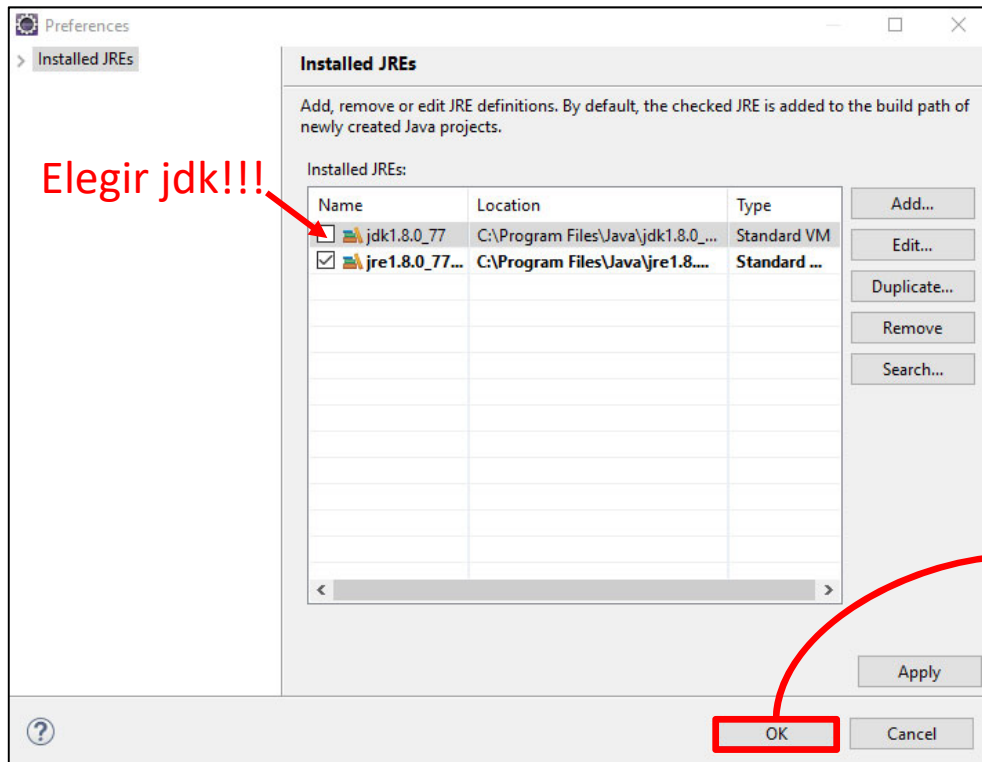 Preferences
Installed JREs
Installed JREs
Add, remove or edit JRE definitions. By default, the checked JRE is added to the build path of
newly created Java projects.
Elegir jdk!!!
Installed JREs:
Name Location Type
jdk1.8.0_77 C:\Program Files\Java\jdk1.8.0_... Standard VM
jre1.8.0_77... C:\Program Files\Java\jre1.8.... Standard ...
Add...
Edit...
Duplicate...
Remove
Search...
Apply
?
OK Cancel